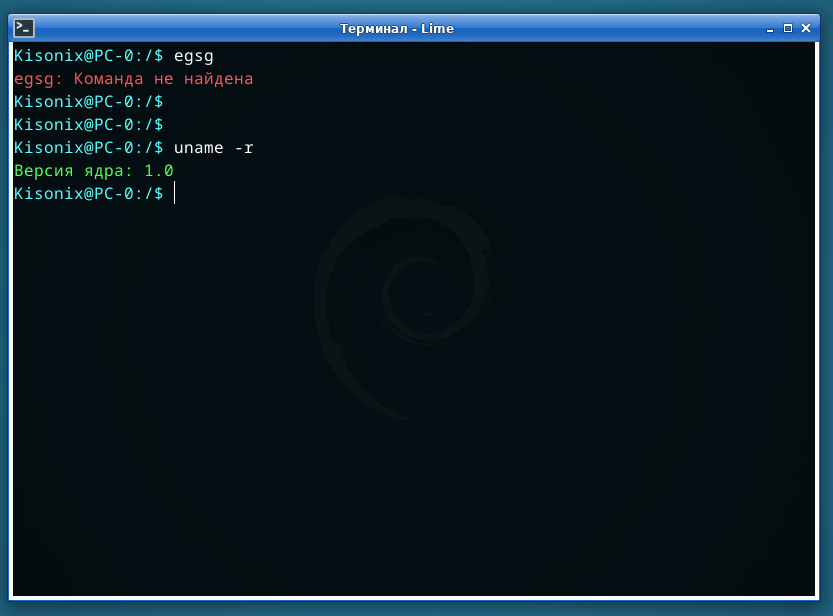 Терминал - Lime
Kisonix@PC-0:/$ egsg
egsg: Команда не найдена
Kisonix@PC-0:/$
Kisonix@PC-0:/$
Kisonix@PC-0:/$ uname -r
Версия ядра: 1.0
Kisonix@PC-0:/$